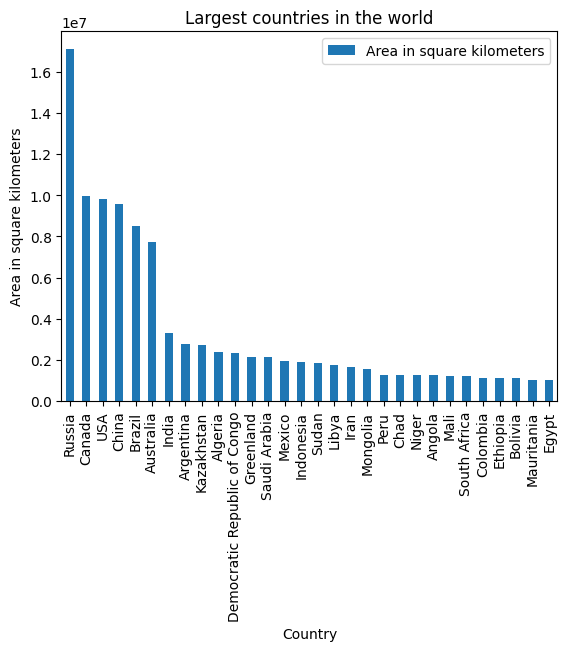 Largest countries in the world
1e7
Area in square kilometers
Area in square kilometers
1.6
1.4
1.2
1.0
0.8
0.6
0.4
0.2
0.0
Russia
Canada
USA
China
Brazil
Australia
India
Argentina
Kazakhstan
Algeria
Democratic Republic of Congo
Greenland
Saudi Arabia
Mexico
Indonesia
Sudan
Libya
Iran
Mongolia
Peru
Chad
Niger
Angola
Mali
South Africa
Colombia
Ethiopia
Bolivia
Mauritania
Egypt
Country